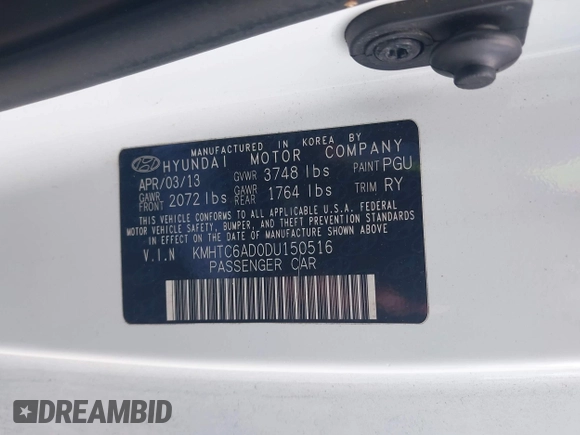 MANUFACTURED IN KOREA BY
HYUNDAI MOTOR COMPANY
APR/03/13 GVWR 3748 lbs PAINT PGU
GAWR FRONT 2072 lbs GAWR REAR 1764 lbs TRIM RY
THIS VEHICLE CONFORMS TO ALL APPLICABLE U.S.A. FEDERAL
MOTOR VEHICLE SAFETY, BUMPER, AND THEFT PREVENTION STANDARDS
IN EFFECT ON THE DATE OF MANUFACTURE SHOWN ABOVE.
V.I.N KMHTC6AD0DU150516
PASSENGER CAR
DREAMBID